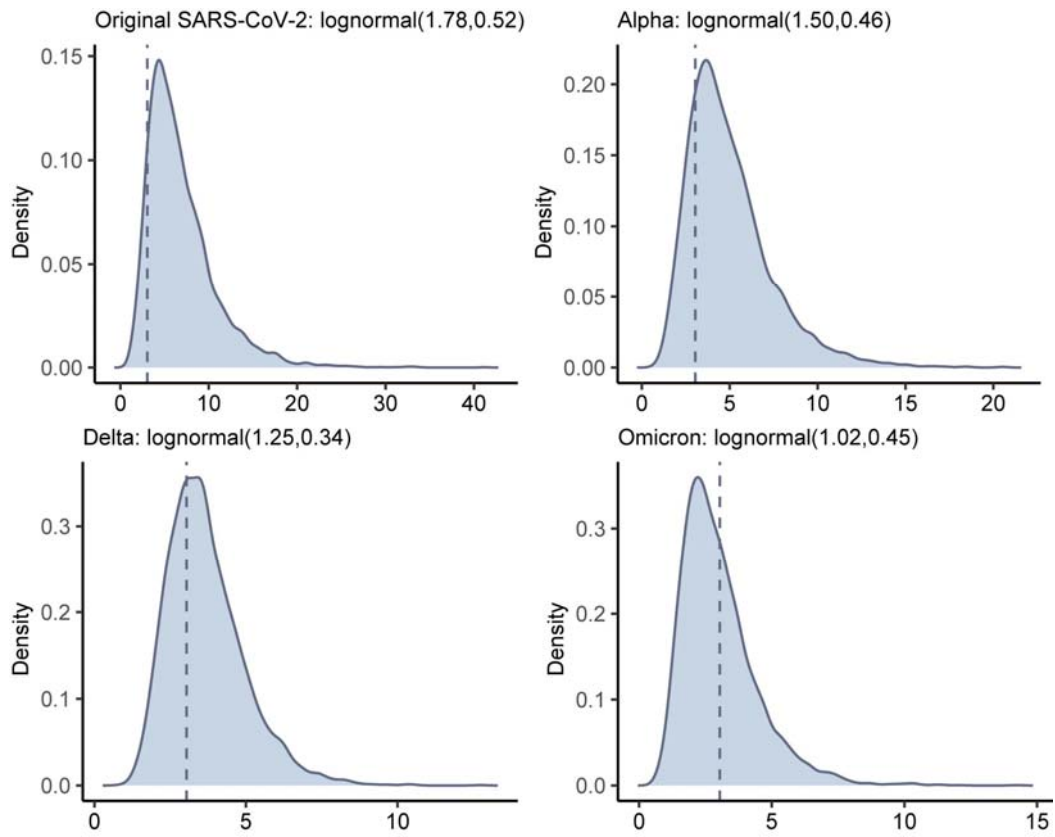 Original SARS-CoV-2: lognormal(1.78,0.52)
Density
0.15
0.10
0.05
0.00
0 10 20 30 40
Alpha: lognormal(1.50,0.46)
Density
0.20
0.15
0.10
0.05
0.00
0 5 10 15 20
Delta: lognormal(1.25,0.34)
Density
0.3
0.2
0.1
0.0
0 5 10
Omicron: lognormal(1.02,0.45)
Density
0.3
0.2
0.1
0.0
0 5 10 15